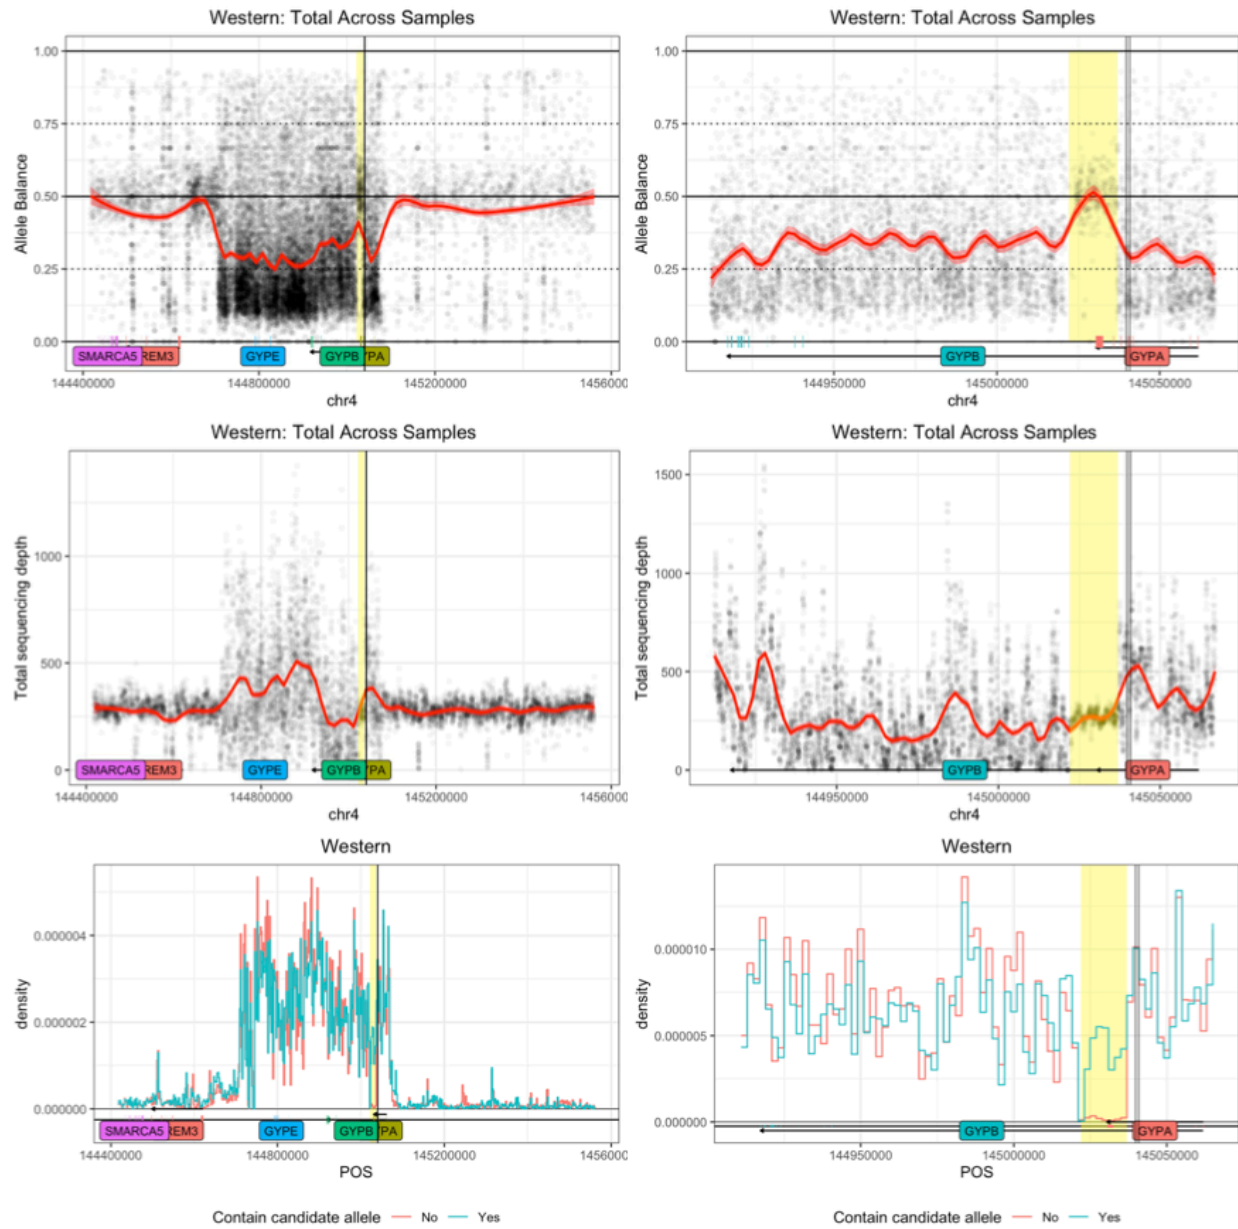 Western: Total Across Samples
Western: Total Across Samples
1.00
0.75
0.50
0.25
0.00
Allele Balance
SMARCA5
REM3
GYPE
GYPB
YPA
144400000
144800000
145200000
1456000
chr4
1.00
0.75
0.50
0.25
0.00
Allele Balance
GYPB
GYPA
144950000
145000000
145050000
chr4
Western: Total Across Samples
Western: Total Across Samples
1000
500
0
Total sequencing depth
SMARCA5
REM3
GYPE
GYPB
YPA
144400000
144800000
145200000
1456000
chr4
1500
1000
500
0
Total sequencing depth
GYPB
GYPA
144950000
145000000
145050000
chr4
Western
Western
0.000004
0.000002
0.000000
density
SMARCA5
REM3
GYPE
GYPB
YPA
144400000
144800000
145200000
1456000
POS
0.000010
0.000005
0.000000
density
GYPB
GYPA
144950000
145000000
145050000
POS
Contain candidate allele No Yes
Contain candidate allele No Yes